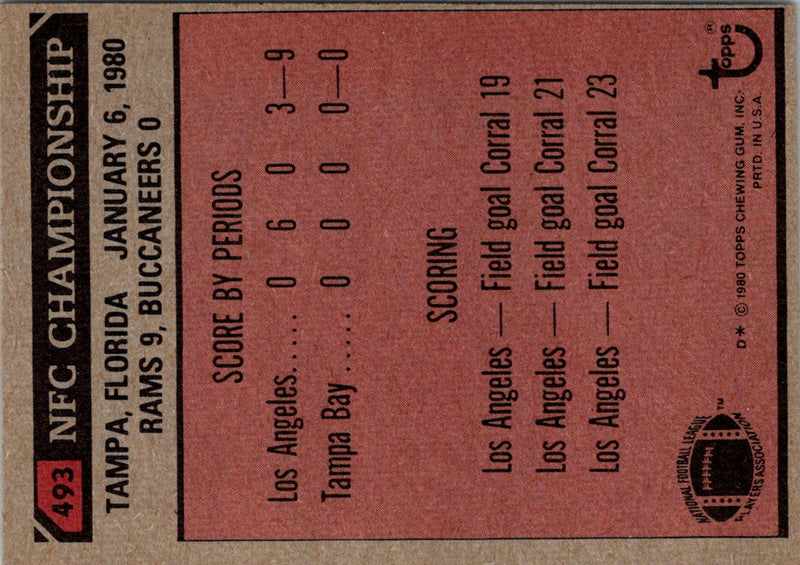 493 NFC CHAMPIONSHIP
TAMPA, FLORIDA JANUARY 6, 1980
RAMS 9, BUCCANEERS 0
SCORE BY PERIODS
Los Angeles..... 0 6 0 3—9
Tampa Bay ..... 0 0 0 0—0
SCORING
Los Angeles — Field goal Corral 19
Los Angeles — Field goal Corral 21
Los Angeles — Field goal Corral 23
NATIONAL FOOTBALL LEAGUE
PLAYERS ASSOCIATION
™
topps ®
D* © 1980 TOPPS CHEWING GUM, INC.
PRTD. IN U.S.A.